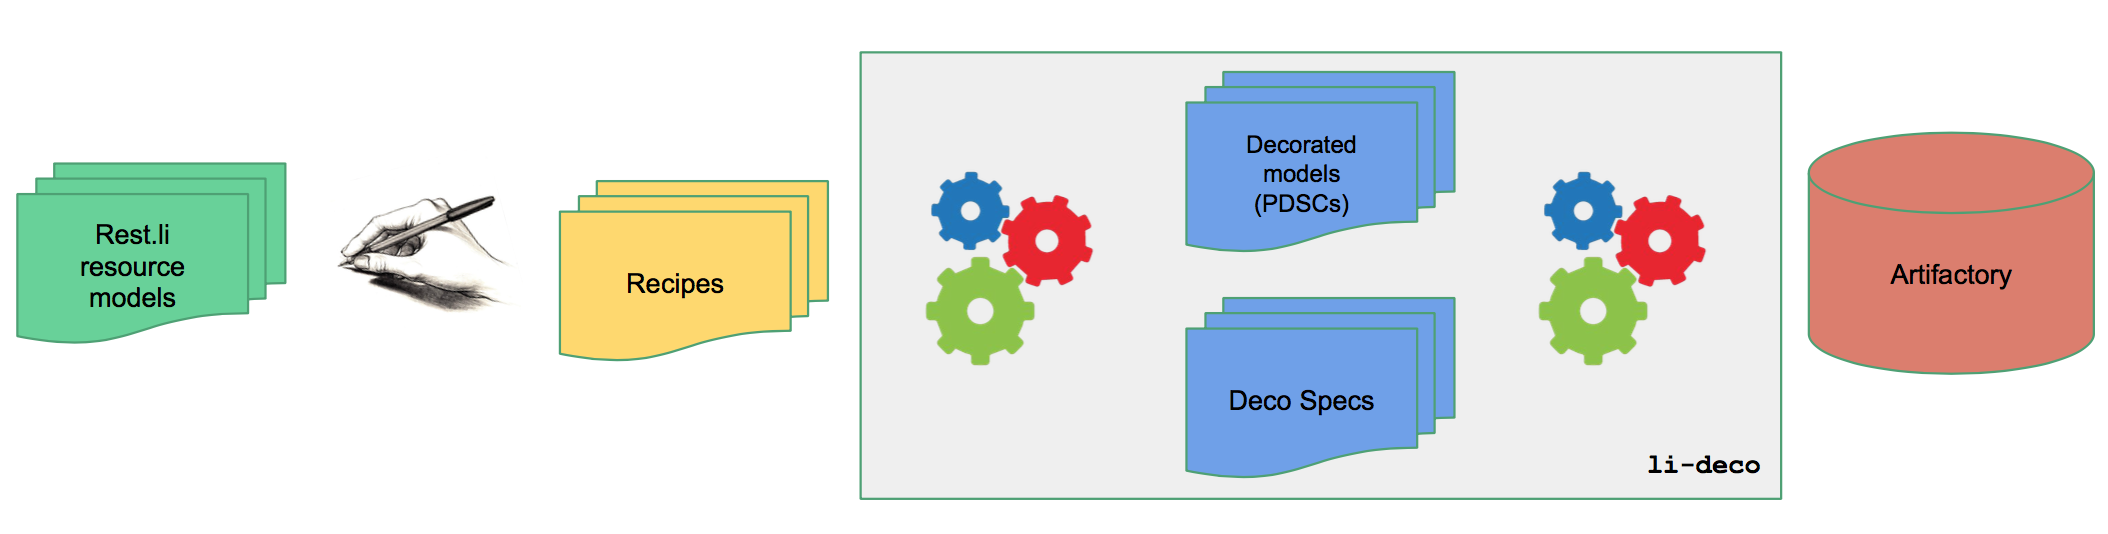 Rest.li
resource
models
Recipes
Decorated
models
(PDSCs)
Deco Specs
li-deco
Artifactory